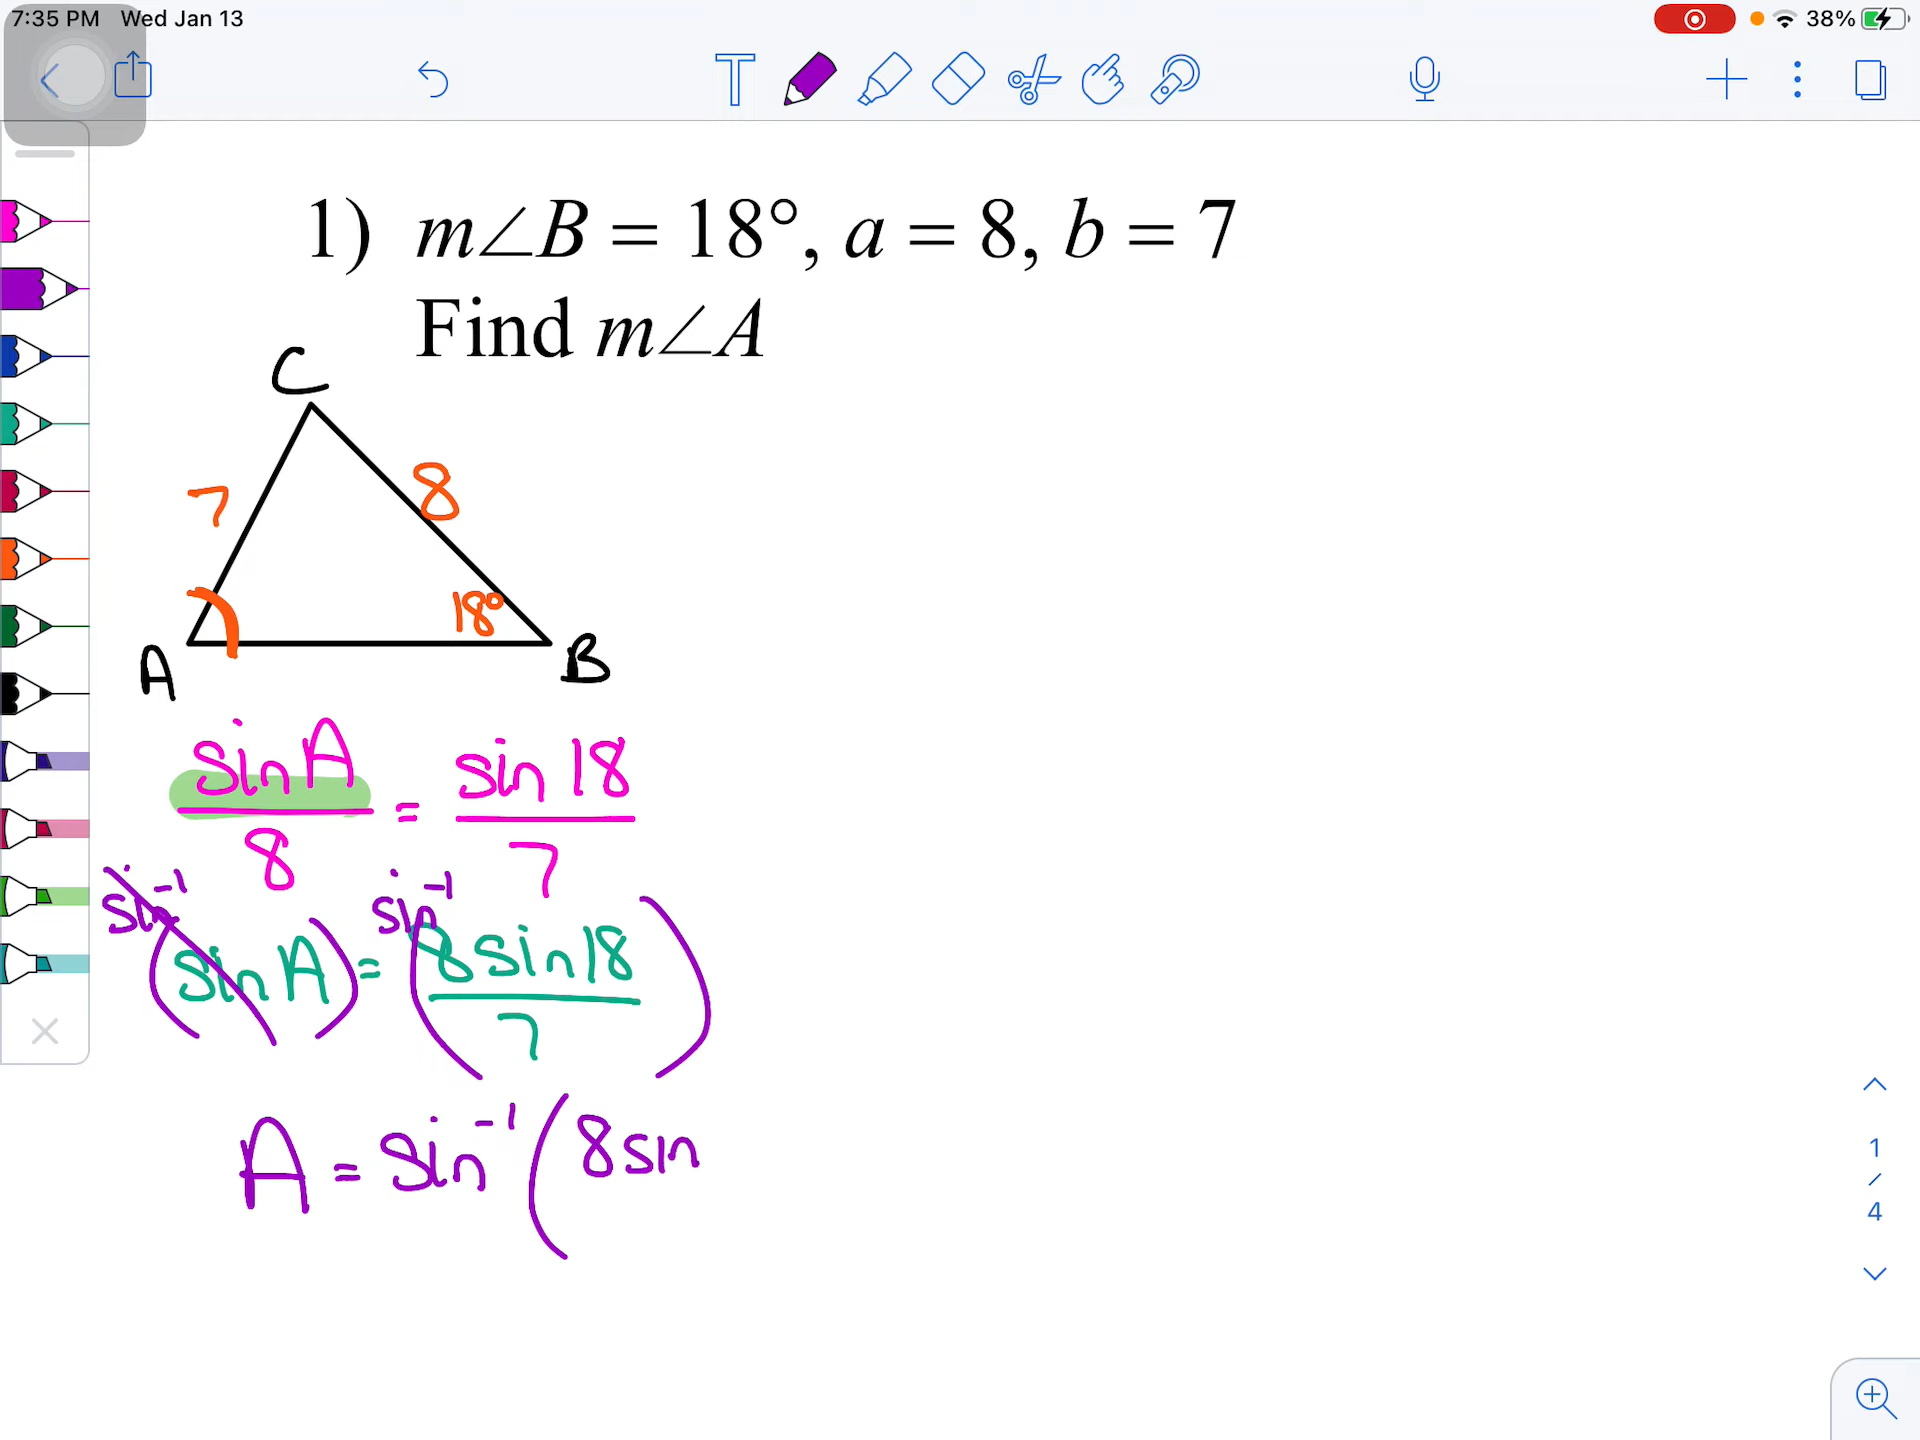 7:35 PM Wed Jan 13 38%
1) m∠B = 18°, a = 8, b = 7
Find m∠A
C
7 8
18°
A B
sin A / 8 = sin 18 / 7
sin⁻¹ (sin A) = sin⁻¹ (8 sin 18 / 7)
A = sin⁻¹ (8 sin
1 / 4